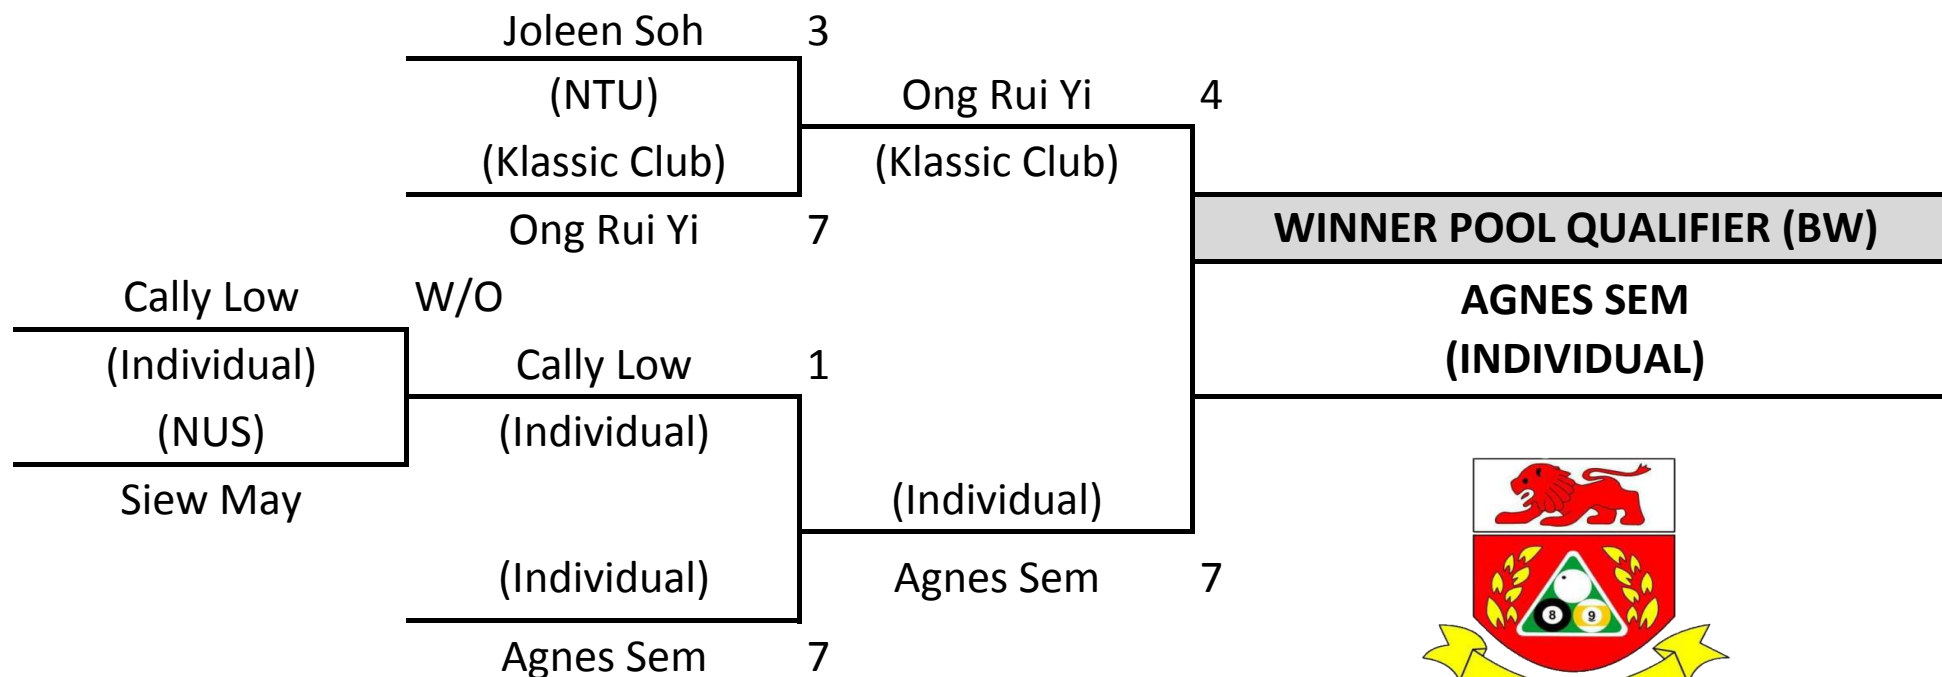 Joleen Soh 3
(NTU) Ong Rui Yi 4
(Klassic Club) (Klassic Club)
Ong Rui Yi 7 WINNER POOL QUALIFIER (BW)
Cally Low W/O AGNES SEM
(Individual) Cally Low 1 (INDIVIDUAL)
(NUS) (Individual)
Siew May (Individual)
(Individual) Agnes Sem 7
Agnes Sem 7
8 9